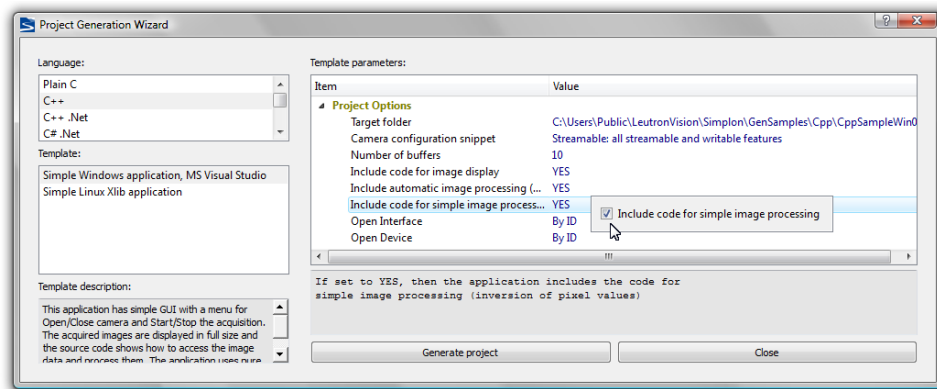 Project Generation Wizard
Language:
Plain C
C++
C++ .Net
C# .Net
Template:
Simple Windows application, MS Visual Studio
Simple Linux Xlib application
Template description:
This application has simple GUI with a menu for
Open/Close camera and Start/Stop the acquisition.
The acquired images are displayed in full size and
the source code shows how to access the image
data and process them. The application uses pure
Template parameters:
Item Value
Project Options
Target folder C:\Users\Public\LeutronVision\Simplon\GenSamples\Cpp\CppSampleWin0
Camera configuration snippet Streamable: all streamable and writable features
Number of buffers 10
Include code for image display YES
Include automatic image processing (... YES
Include code for simple image process... YES
Include code for simple image processing
Open Interface By ID
Open Device By ID
If set to YES, then the application includes the code for
simple image processing (inversion of pixel values)
Generate project Close